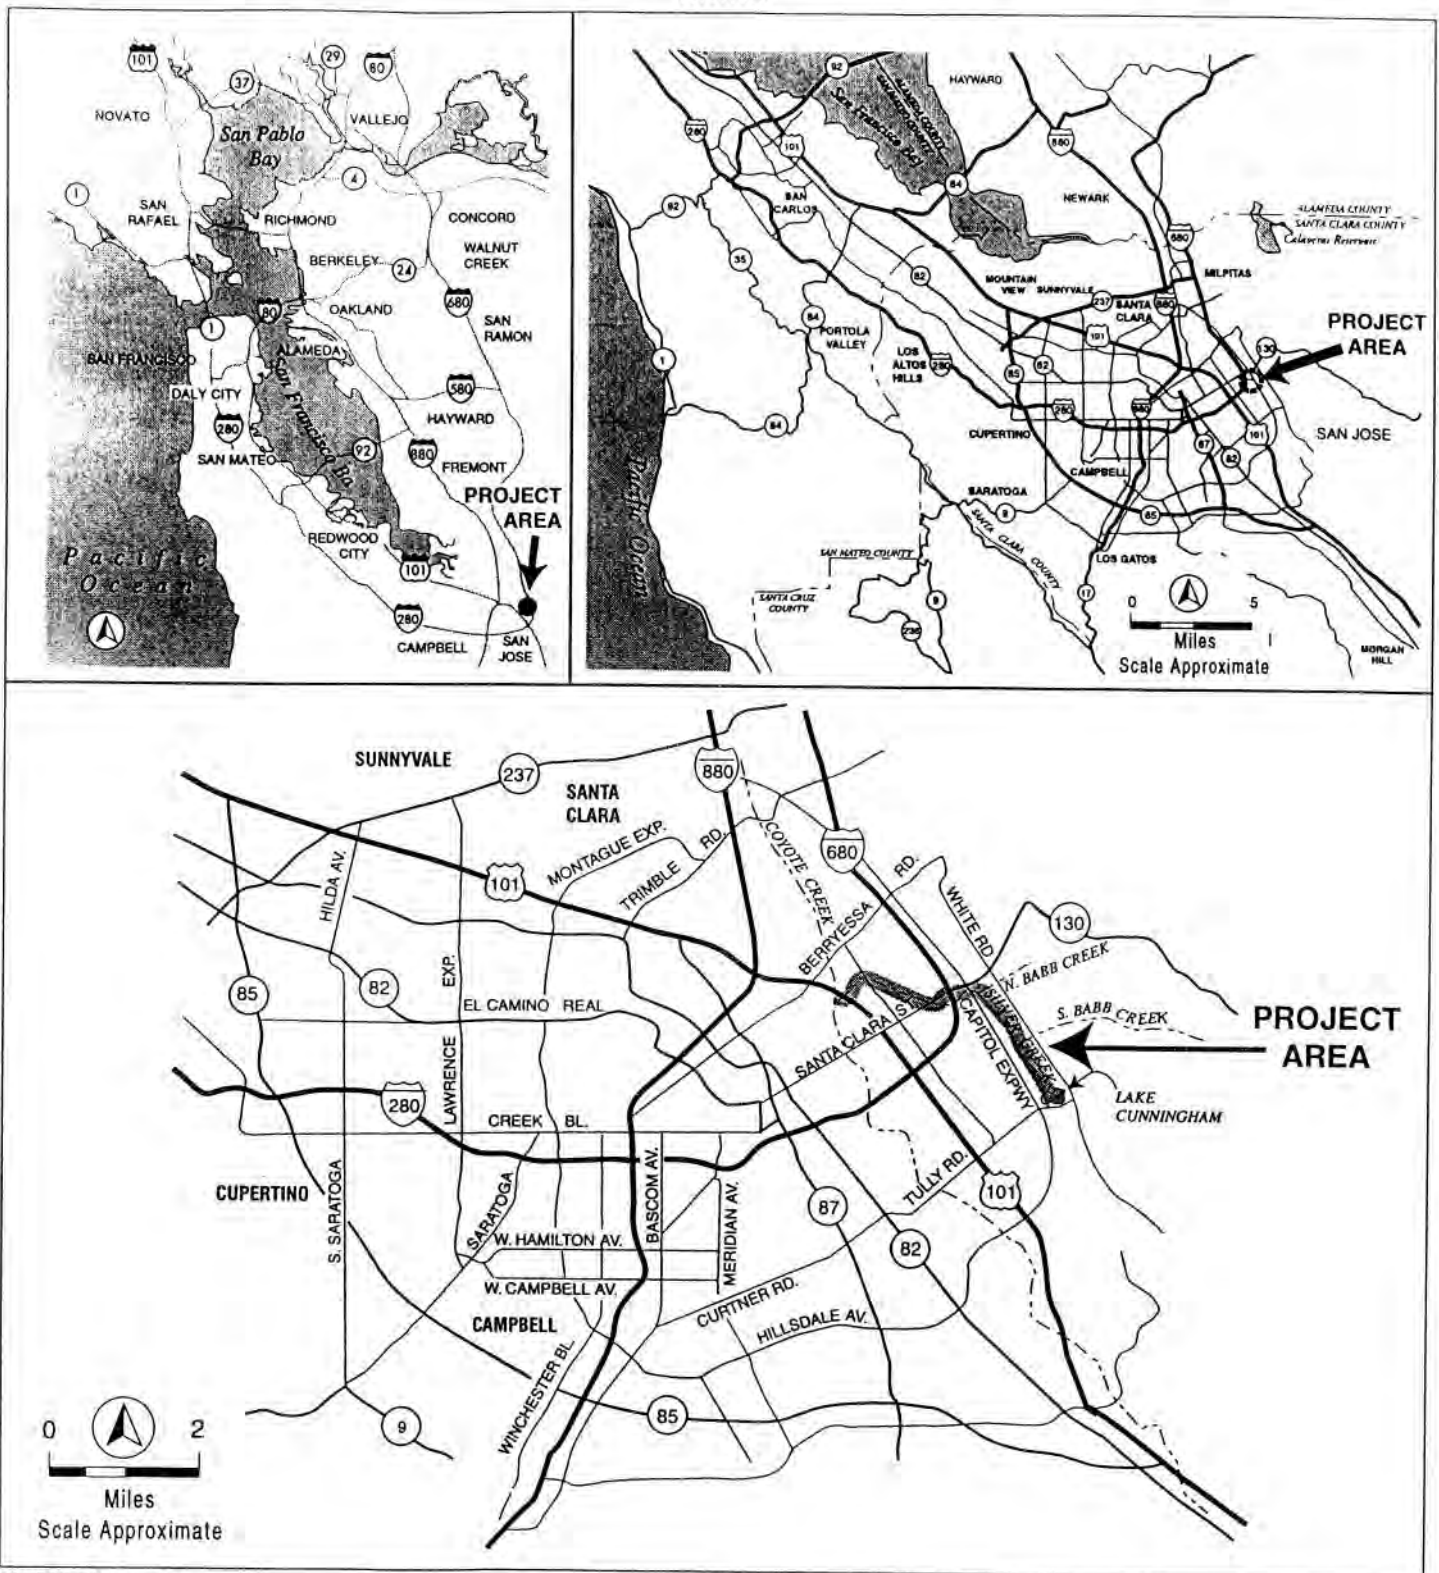 101
29
80
37
NOVATO
VALLEJO
San Pablo
Bay
1
4
SAN
RAFAEL
RICHMOND
CONCORD
BERKELEY
24
WALNUT
CREEK
OAKLAND
80
680
1
SAN
RAMON
SAN FRANCISCO
ALAMEDA
DALY CITY
580
San Francisco Ba
280
HAYWARD
92
880
SAN MATEO
FREMONT
PROJECT
AREA
REDWOOD
CITY
101
Pacific
Ocean
280
CAMPBELL
SAN
JOSE
92
HAYWARD
ALAMEDA COUNTY
SAN MATEO COUNTY
San Francisco Bay
280
101
880
84
NEWARK
SAN
CARLOS
92
ALAMEDA COUNTY
SANTA CLARA COUNTY
Calaveras Reservoir
680
35
82
MOUNTAIN
VIEW
SUNNYVALE
MILPITAS
237
SANTA
CLARA
880
84
PORTOLA
VALLEY
101
PROJECT
AREA
130
1
LOS
ALTOS
HILLS
280
85
82
280
880
84
CUPERTINO
SAN JOSE
87
101
82
CAMPBELL
Pacific Ocean
SARATOGA
9
85
SANTA CLARA COUNTY
SAN MATEO COUNTY
LOS GATOS
SANTA CRUZ
COUNTY
9
17
236
0
5
Miles
Scale Approximate
MORGAN
HILL
SUNNYVALE
237
880
SANTA
CLARA
MONTAGUE EXP.
TRIMBLE RD.
COYOTE CREEK
680
101
HILDA AV.
BERRYESSA RD.
WHITE RD.
130
N. BABB CREEK
85
82
LAWRENCE EXP.
EL CAMINO REAL
SANTA CLARA ST.
SILVER CREEK
S. BABB CREEK
PROJECT
AREA
CAPITOL EXPWY
280
CREEK BL.
LAKE
CUNNINGHAM
CUPERTINO
S. SARATOGA
SARATOGA
W. HAMILTON AV.
BASCOM AV.
MERIDIAN AV.
TULLY RD.
101
87
82
W. CAMPBELL AV.
CURTNER RD.
CAMPBELL
HILLSDALE AV.
WINCHESTER BL.
9
85
0
2
Miles
Scale Approximate